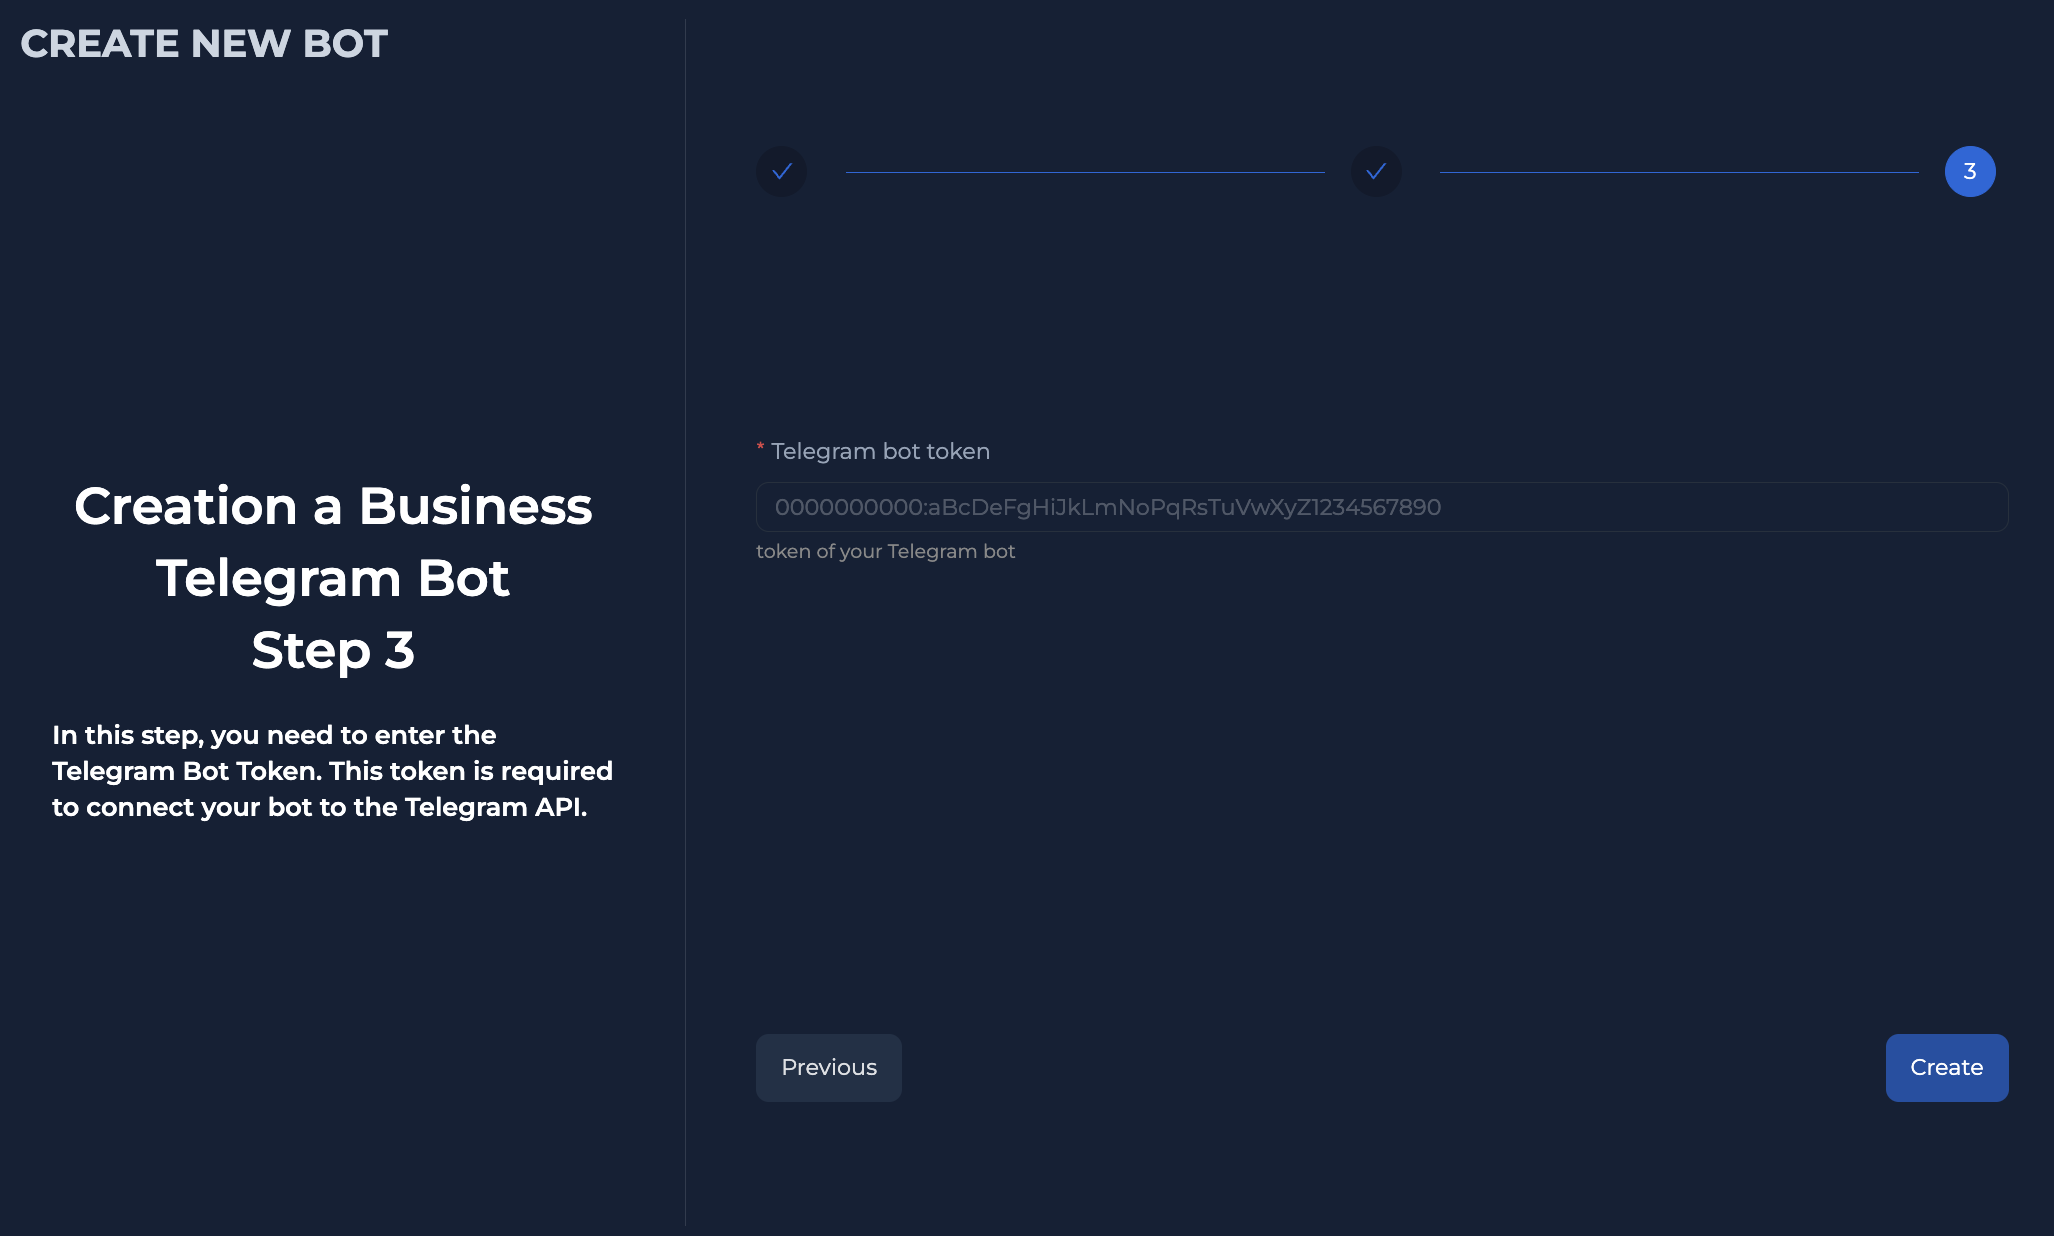 CREATE NEW BOT
Creation a Business
Telegram Bot
Step 3
In this step, you need to enter the
Telegram Bot Token. This token is required
to connect your bot to the Telegram API.
3
* Telegram bot token
0000000000:aBcDeFgHiJkLmNoPqRsTuVwXyZ1234567890
token of your Telegram bot
Previous
Create